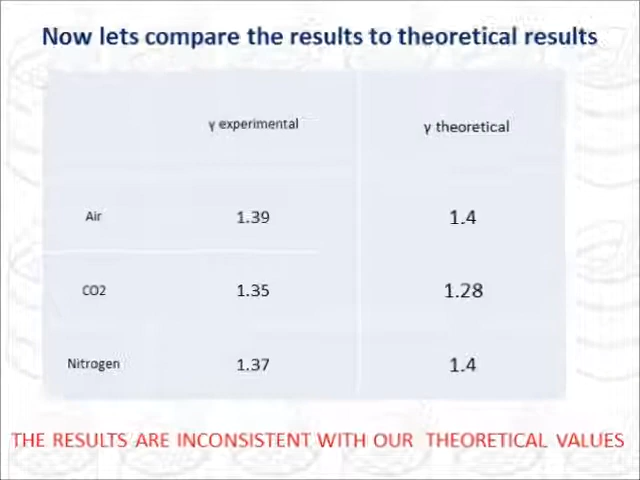 Now lets compare the results to theoretical results
γ experimental γ theoretical
Air 1.39 1.4
CO2 1.35 1.28
Nitrogen 1.37 1.4
THE RESULTS ARE INCONSISTENT WITH OUR THEORETICAL VALUES